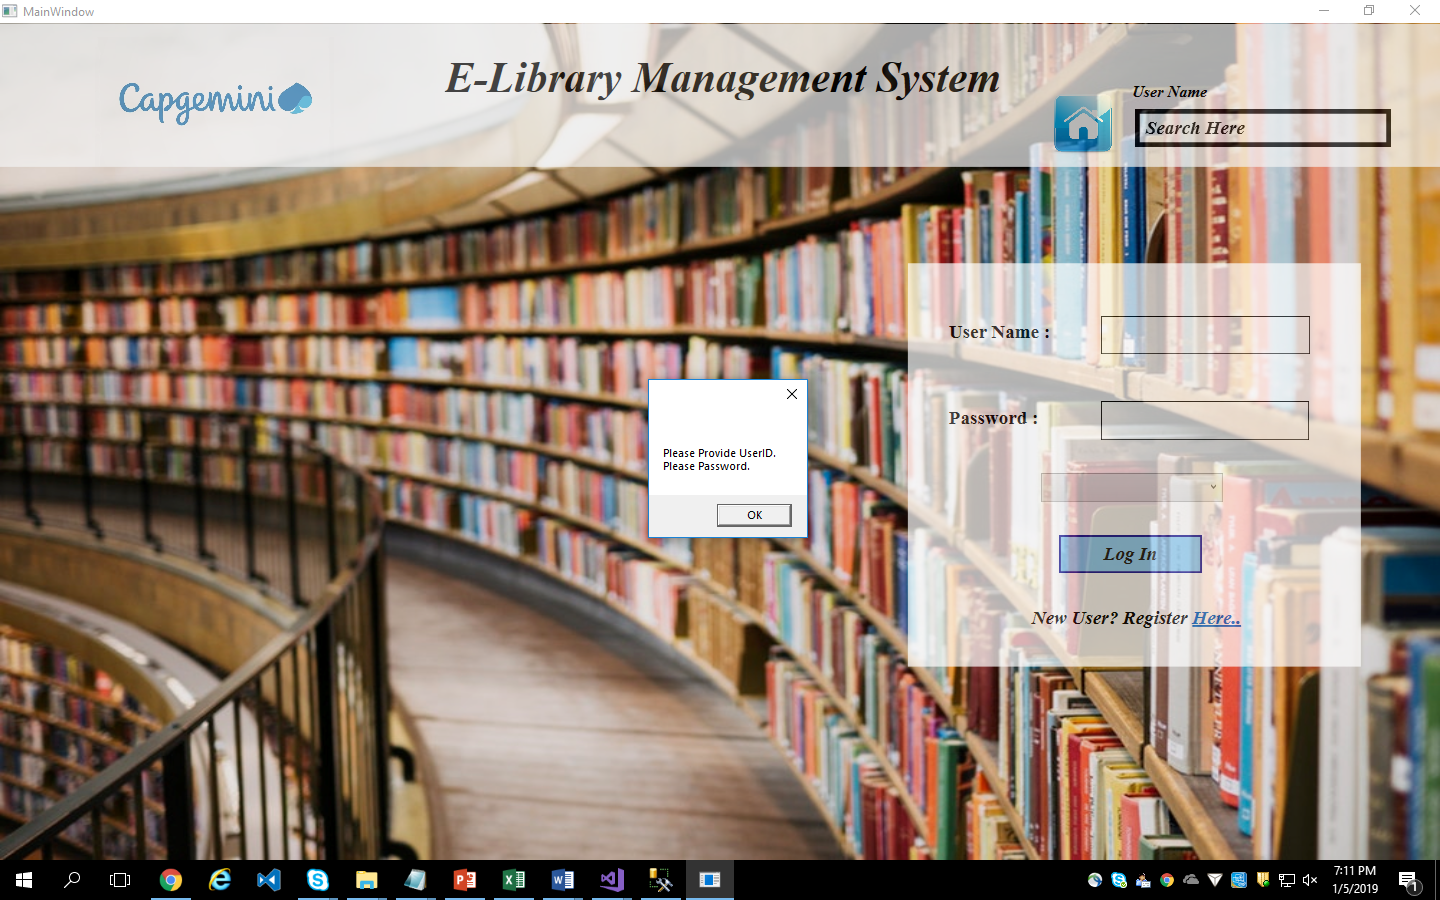 MainWindow
Capgemini
E-Library Management System
User Name
Search Here
User Name :
Password :
Please Provide UserID.
Please Password.
OK
Log In
New User? Register Here..
7:11 PM
1/5/2019
1